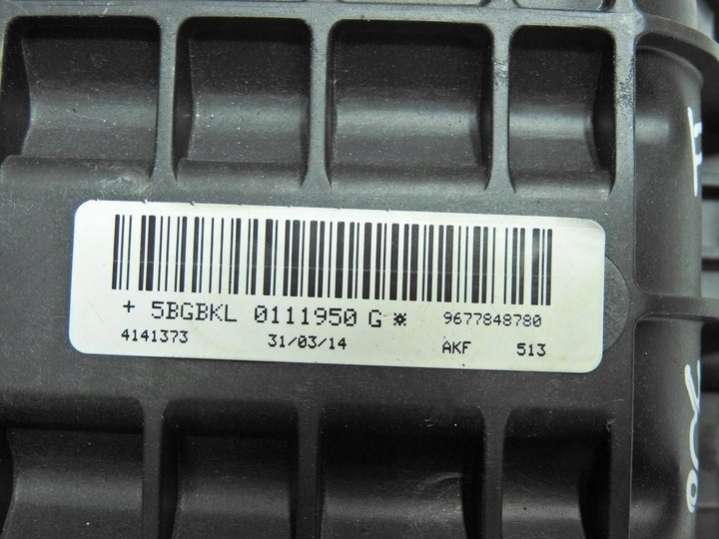 + 5BGBKL 0111950 G ※ 9677848780
4141373 31/03/14 AKF 513